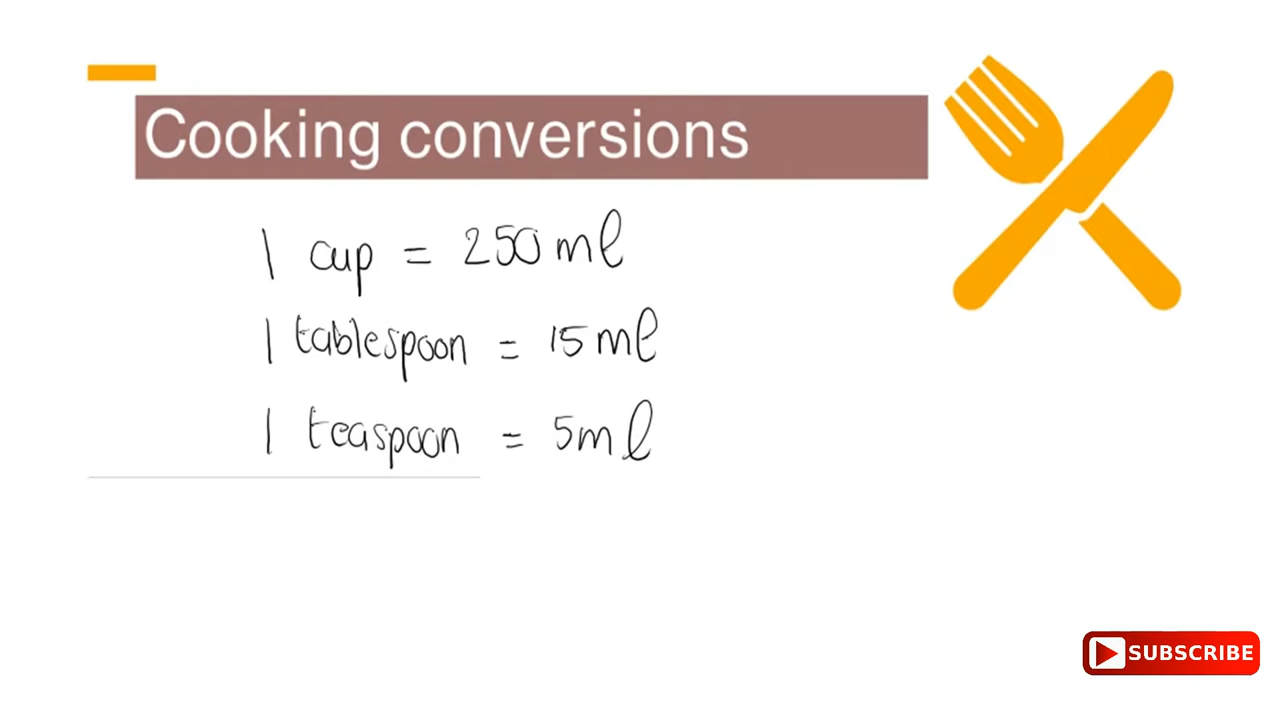 Cooking conversions
1 cup = 250 ml
1 tablespoon = 15 ml
1 teaspoon = 5 ml
SUBSCRIBE